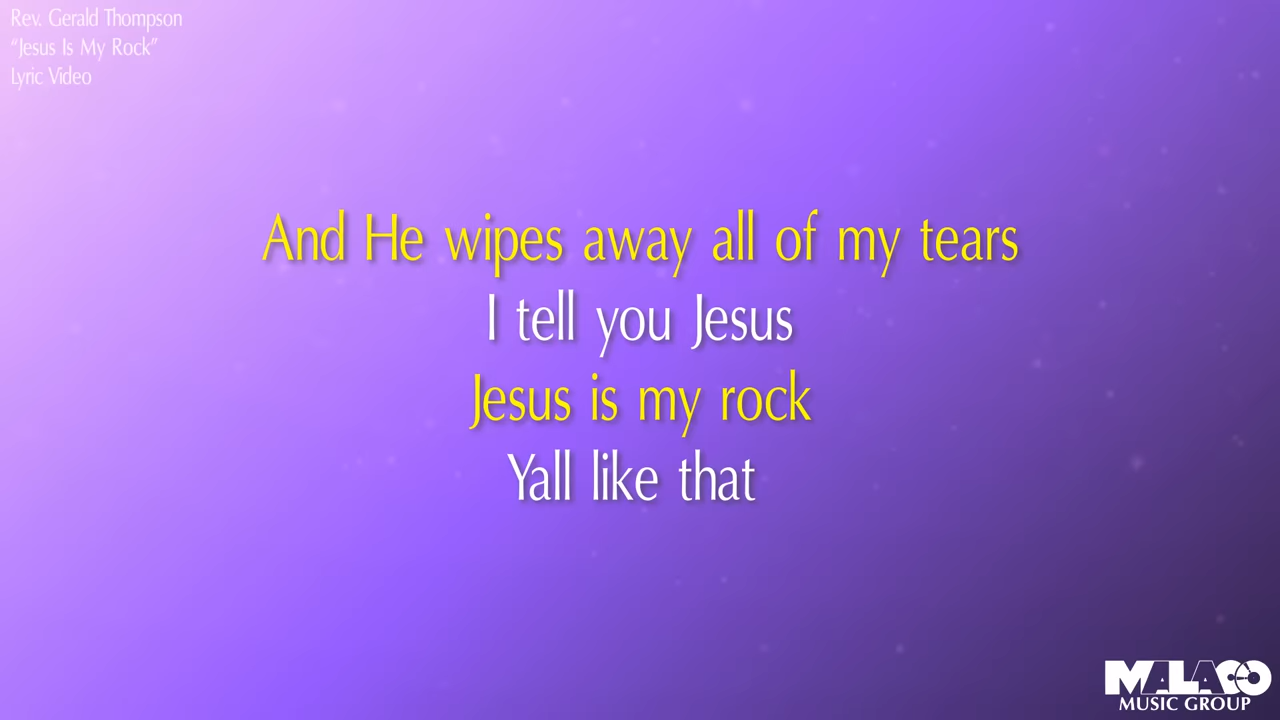 Rev. Gerald Thompson
“Jesus Is My Rock”
Lyric Video
And He wipes away all of my tears
I tell you Jesus
Jesus is my rock
Yall like that
MALACO
MUSIC GROUP